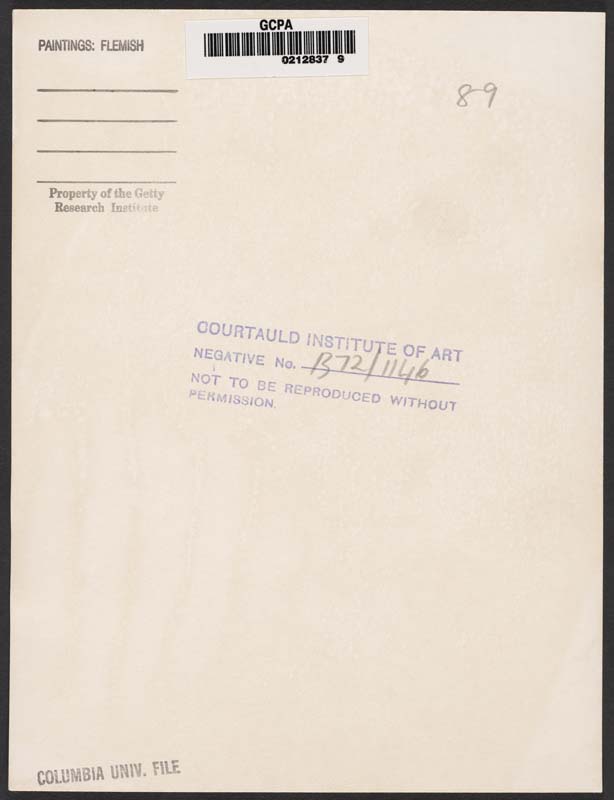 GCPA
0212837 9
PAINTINGS: FLEMISH
89
Property of the Getty
Research Institute
COURTAULD INSTITUTE OF ART
NEGATIVE No. B72/1146
NOT TO BE REPRODUCED WITHOUT
PERMISSION.
COLUMBIA UNIV. FILE